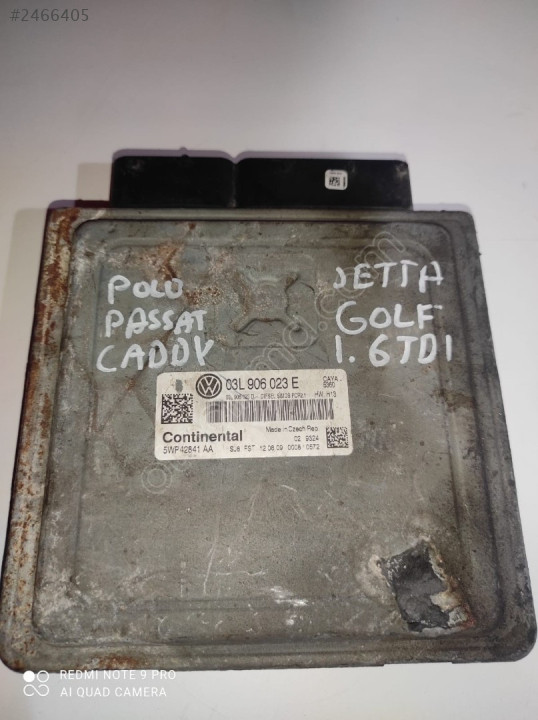 #2466405
POLO
PASSAT
CADDY
JETTA
GOLF
1.6TDI
03L 906 023 E
CAYA
Continental
Made in Czech Rep
5WP42841 AA
REDMI NOTE 9 PRO
AI QUAD CAMERA